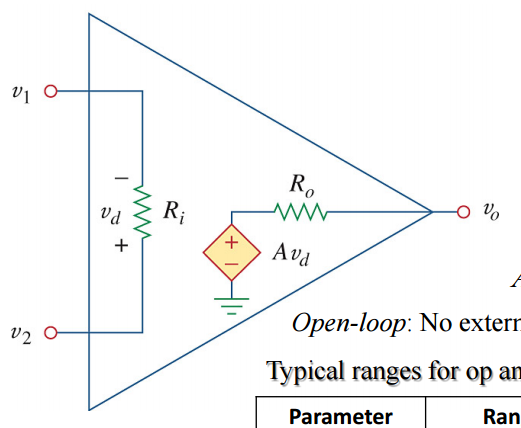 v1
−
Ro
vd
Ri
vo
+
+
−
Avd
v2
Open-loop: No extern
Typical ranges for op an
Parameter
Ran